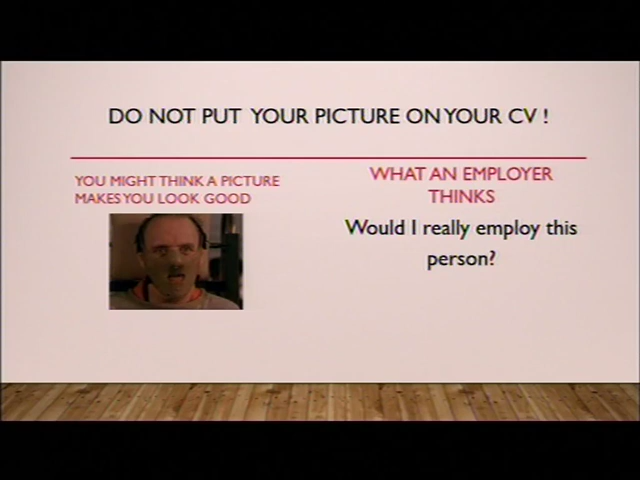 DO NOT PUT YOUR PICTURE ON YOUR CV !
YOU MIGHT THINK A PICTURE
MAKES YOU LOOK GOOD
WHAT AN EMPLOYER
THINKS
Would I really employ this
person?